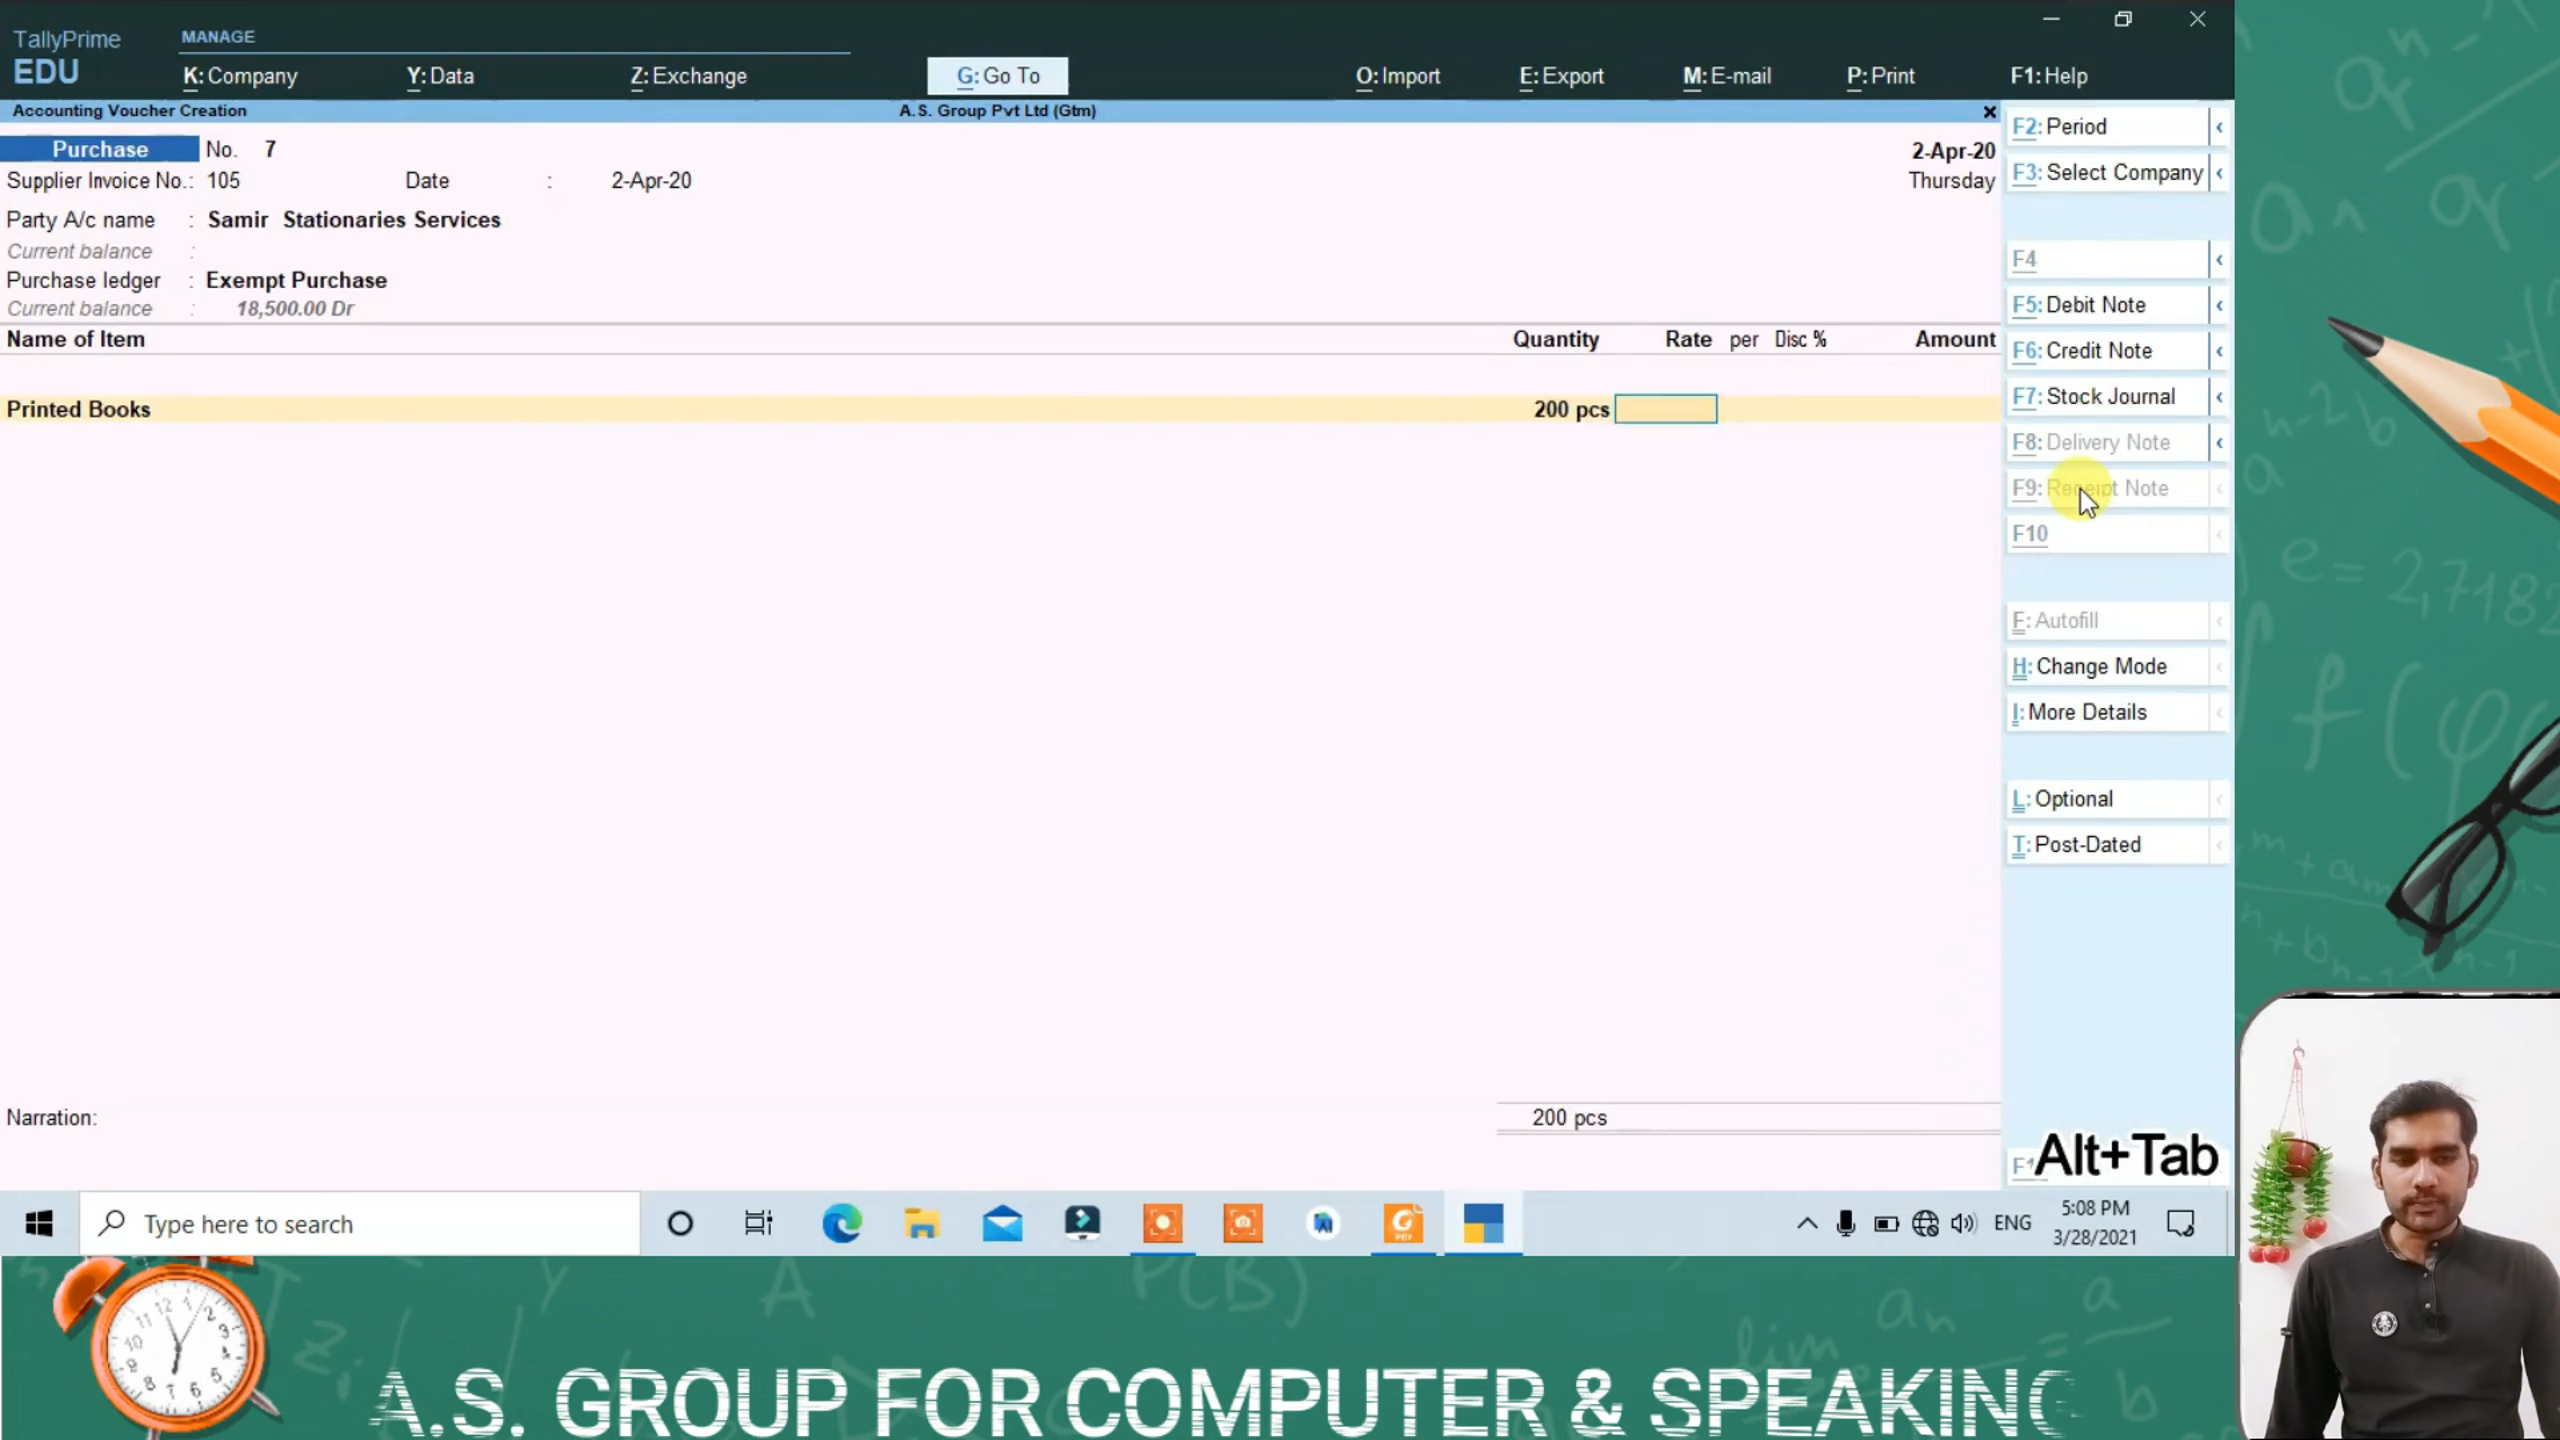 TallyPrime
EDU
MANAGE
K: Company
Y: Data
Z: Exchange
G: Go To
O: Import
E: Export
M: E-mail
P: Print
F1: Help
Accounting Voucher Creation
A.S. Group Pvt Ltd (Gtm)
Purchase No. 7
2-Apr-20
Supplier Invoice No.: 105 Date : 2-Apr-20
Thursday
Party A/c name : Samir Stationaries Services
Current balance :
Purchase ledger : Exempt Purchase
Current balance : 18,500.00 Dr
Name of Item Quantity Rate per Disc % Amount
Printed Books 200 pcs
Narration:
200 pcs
F2: Period
F3: Select Company
F4
F5: Debit Note
F6: Credit Note
F7: Stock Journal
F8: Delivery Note
F9: Receipt Note
F10
F: Autofill
H: Change Mode
I: More Details
L: Optional
T: Post-Dated
Alt+Tab
Type here to search
ENG
5:08 PM
3/28/2021
A.S. GROUP FOR COMPUTER & SPEAKING